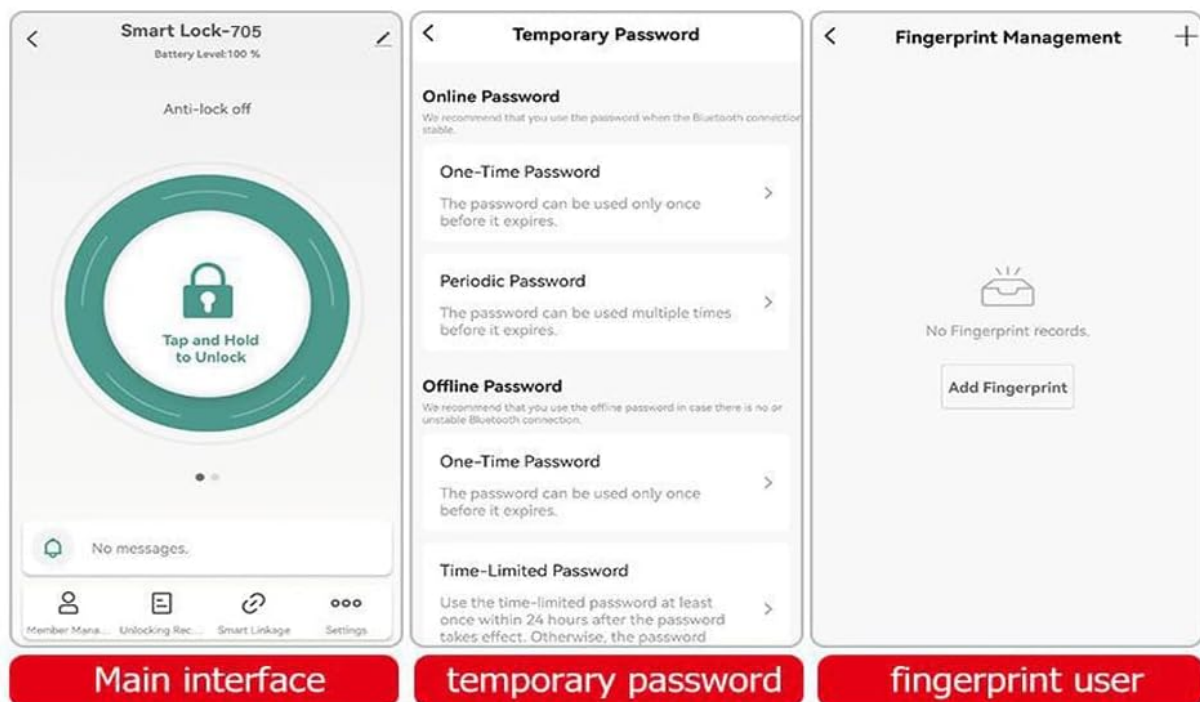 Smart Lock-705
Battery Level:100 %
Anti-lock off
Tap and Hold
to Unlock
No messages.
Member Mana...
Unlocking Rec...
Smart Linkage
Settings
Main interface
Temporary Password
Online Password
We recommend that you use the password when the Bluetooth connection
stable.
One-Time Password
The password can be used only once
before it expires.
Periodic Password
The password can be used multiple times
before it expires.
Offline Password
We recommend that you use the offline password in case there is no or
unstable Bluetooth connection.
One-Time Password
The password can be used only once
before it expires.
Time-Limited Password
Use the time-limited password at least
once within 24 hours after the password
takes effect. Otherwise, the password
temporary password
Fingerprint Management
No Fingerprint records.
Add Fingerprint
fingerprint user